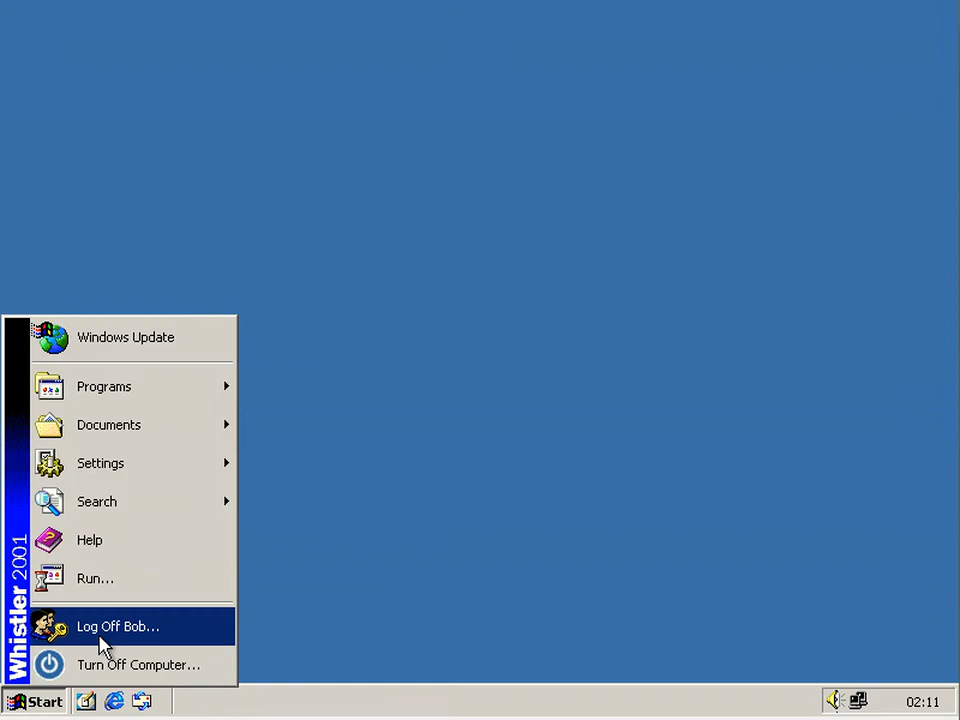 Windows Update
Programs
Documents
Settings
Search
Help
Run...
Log Off Bob...
Turn Off Computer...
Whistler 2001
Start
02:11